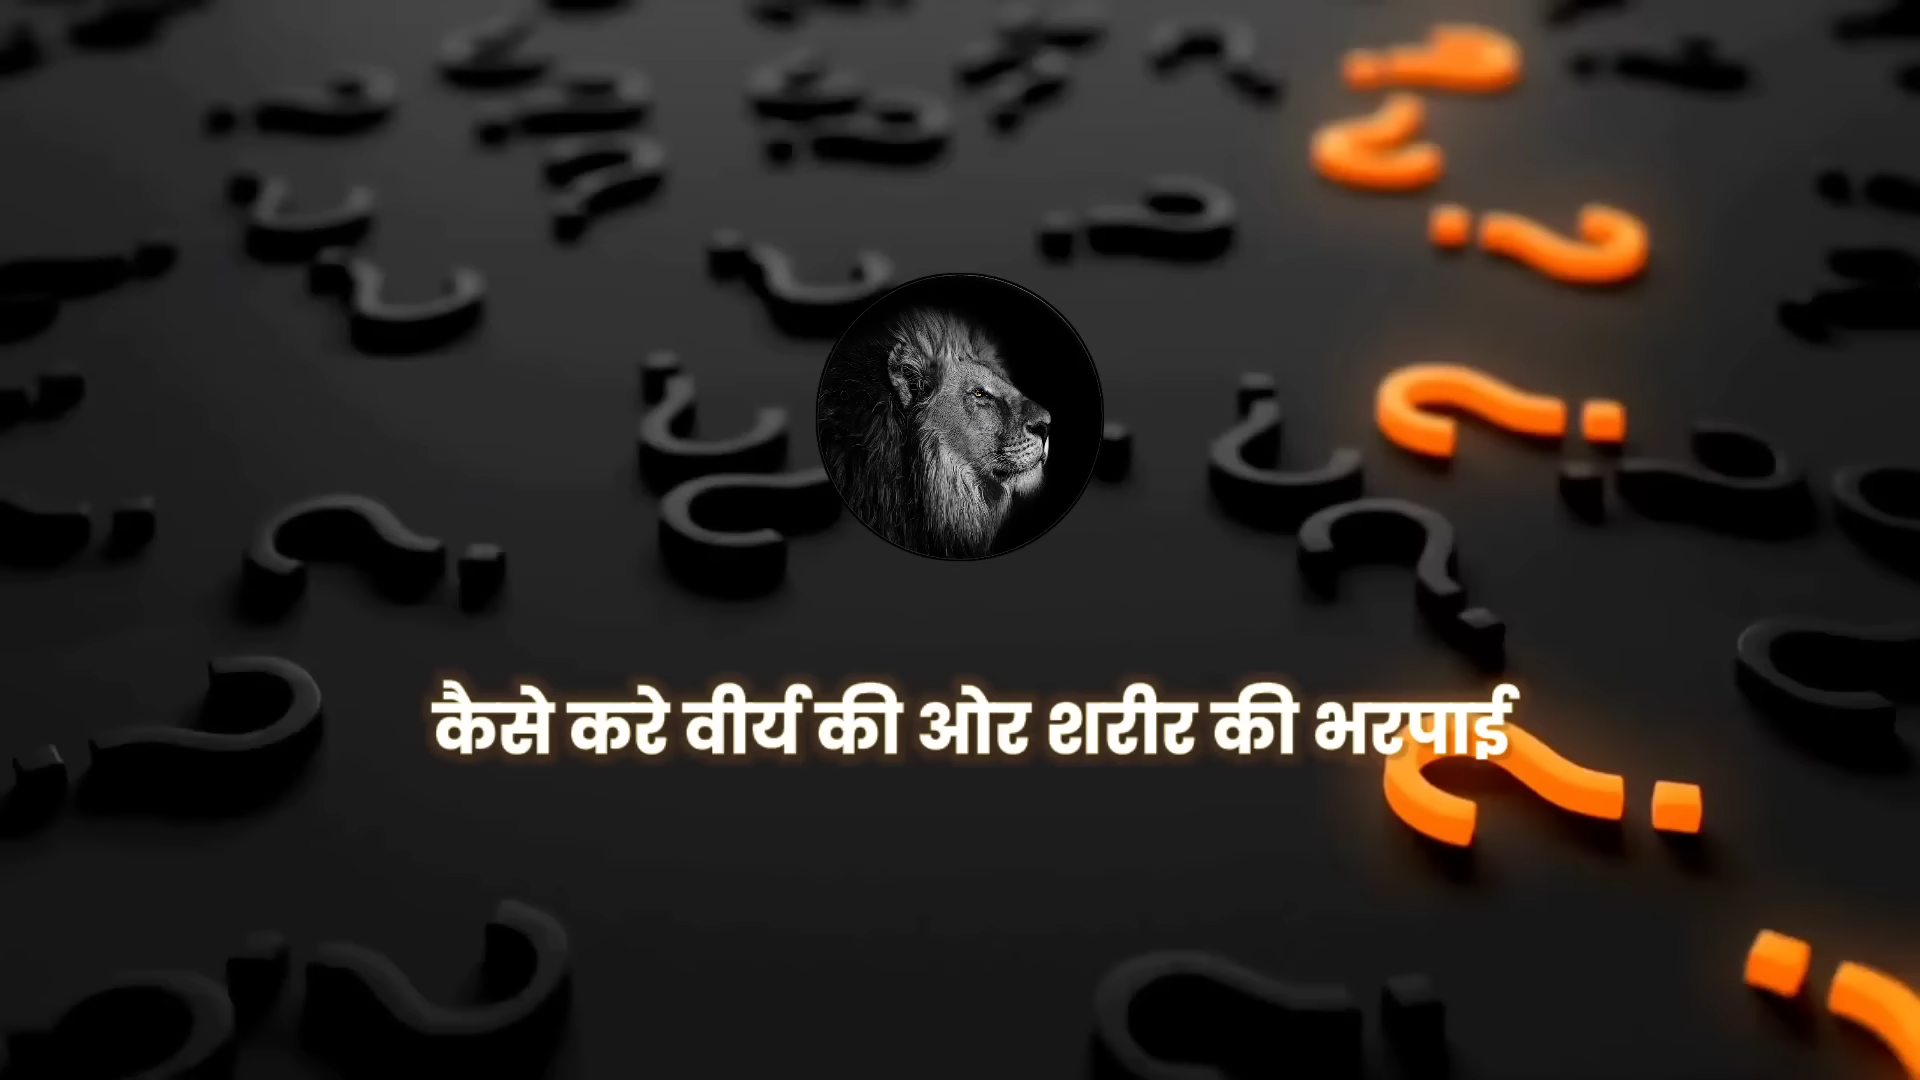 कैसे करे वीर्य की ओर शरीर की भरपाई